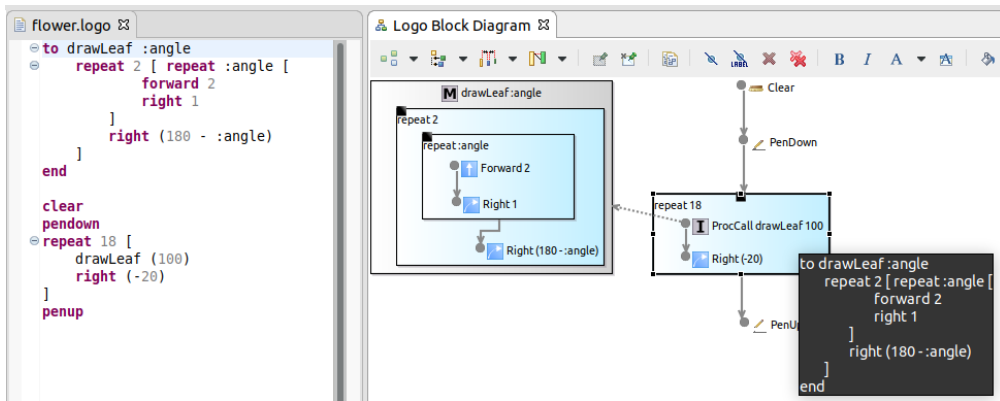 flower.logo
to drawLeaf :angle
repeat 2 [ repeat :angle [
forward 2
right 1
]
right (180 - :angle)
]
end
clear
pendown
repeat 18 [
drawLeaf (100)
right (-20)
]
penup
Logo Block Diagram
LABEL B I A A
M drawLeaf :angle
repeat 2
repeat :angle
Forward 2
Right 1
Right (180 - :angle)
Clear
PenDown
repeat 18
I ProcCall drawLeaf 100
Right (-20)
PenUp
to drawLeaf :angle
repeat 2 [ repeat :angle [
forward 2
right 1
]
right (180 - :angle)
]
end